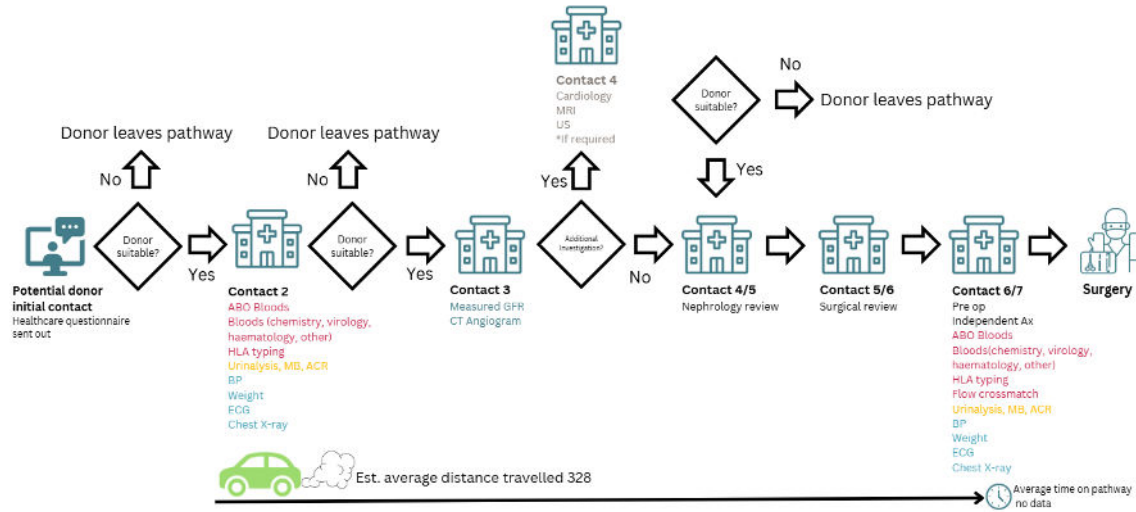 Contact 4
Cardiology
MRI
US
*If required
Donor
suitable?
No
Donor leaves pathway
Donor leaves pathway
Donor leaves pathway
No
No
Yes
Yes
Potential donor
initial contact
Healthcare questionnaire
sent out
Donor
suitable?
Yes
Contact 2
ABO Bloods
Bloods (chemistry, virology,
haematology, other)
HLA typing
Urinalysis, MB, ACR
BP
Weight
ECG
Chest X-ray
Donor
suitable?
Yes
Contact 3
Measured GFR
CT Angiogram
Additional
Investigation?
No
Contact 4/5
Nephrology review
Contact 5/6
Surgical review
Contact 6/7
Pre op
Independent Ax
ABO Bloods
Bloods(chemistry, virology,
haematology, other)
HLA typing
Flow crossmatch
Urinalysis, MB, ACR
BP
Weight
ECG
Chest X-ray
Surgery
Est. average distance travelled 328
Average time on pathway
no data